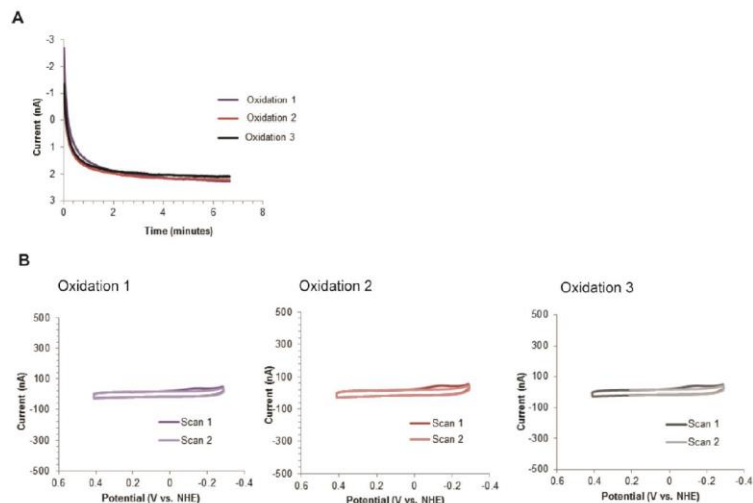 A
-3
-2
-1
0
1
2
3
Current (nA)
0
2
4
6
8
Time (minutes)
Oxidation 1
Oxidation 2
Oxidation 3
B
Oxidation 1
500
300
100
-100
-300
-500
Current (nA)
Scan 1
Scan 2
0.6
0.4
0.2
0
-0.2
-0.4
Potential (V vs. NHE)
Oxidation 2
500
300
100
-100
-300
-500
Current (nA)
Scan 1
Scan 2
0.6
0.4
0.2
0
-0.2
-0.4
Potential (V vs. NHE)
Oxidation 3
500
300
100
-100
-300
-500
Current (nA)
Scan 1
Scan 2
0.6
0.4
0.2
0
-0.2
-0.4
Potential (V vs. NHE)